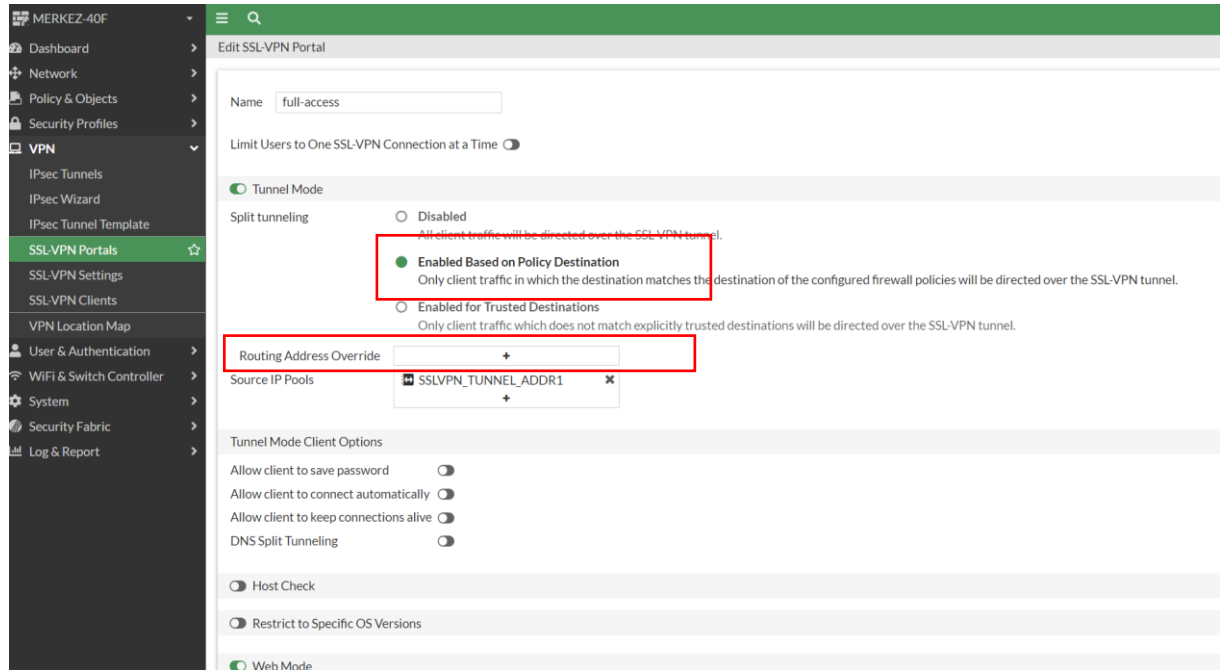 MERKEZ-40F
Dashboard
Network
Policy & Objects
Security Profiles
VPN
IPsec Tunnels
IPsec Wizard
IPsec Tunnel Template
SSL-VPN Portals
SSL-VPN Settings
SSL-VPN Clients
VPN Location Map
User & Authentication
WiFi & Switch Controller
System
Security Fabric
Log & Report
Edit SSL-VPN Portal
Name full-access
Limit Users to One SSL-VPN Connection at a Time
Tunnel Mode
Split tunneling
Disabled
All client traffic will be directed over the SSL-VPN tunnel.
Enabled Based on Policy Destination
Only client traffic in which the destination matches the destination of the configured firewall policies will be directed over the SSL-VPN tunnel.
Enabled for Trusted Destinations
Only client traffic which does not match explicitly trusted destinations will be directed over the SSL-VPN tunnel.
Routing Address Override
+
Source IP Pools
SSLVPN_TUNNEL_ADDR1
+
Tunnel Mode Client Options
Allow client to save password
Allow client to connect automatically
Allow client to keep connections alive
DNS Split Tunneling
Host Check
Restrict to Specific OS Versions
Web Mode